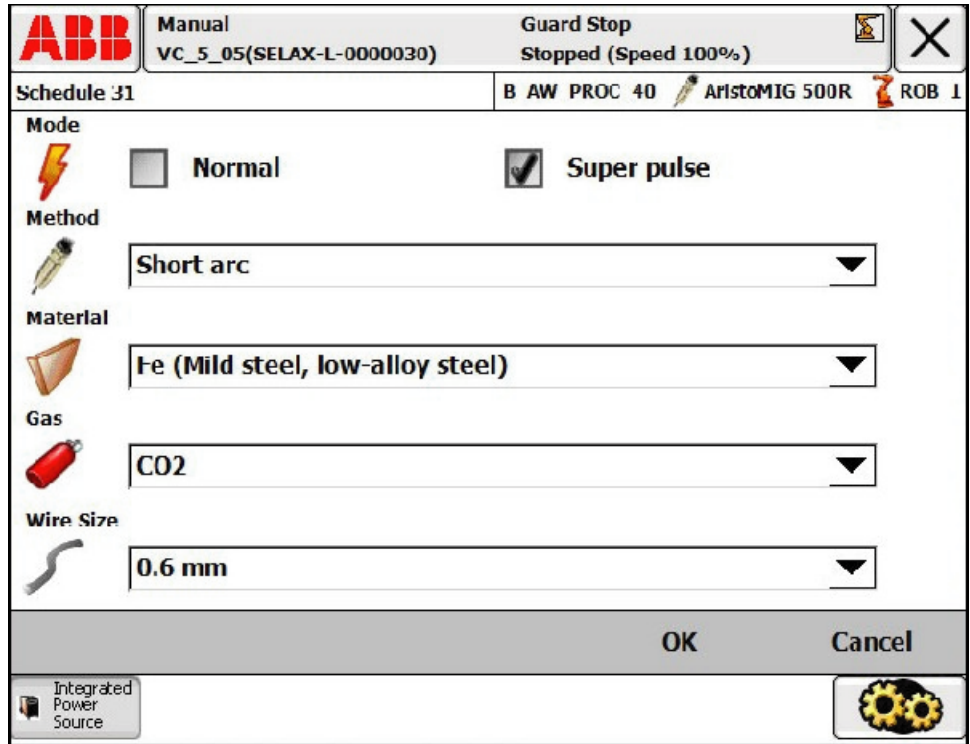 ABB
Manual
VC_5_05(SELAX-L-0000030)
Guard Stop
Stopped (Speed 100%)
Schedule 31
B AW PROC 40
AristoMIG 500R
ROB 1
Mode
Normal
Super pulse
Method
Short arc
Material
Fe (Mild steel, low-alloy steel)
Gas
CO2
Wire Size
0.6 mm
OK
Cancel
Integrated
Power
Source